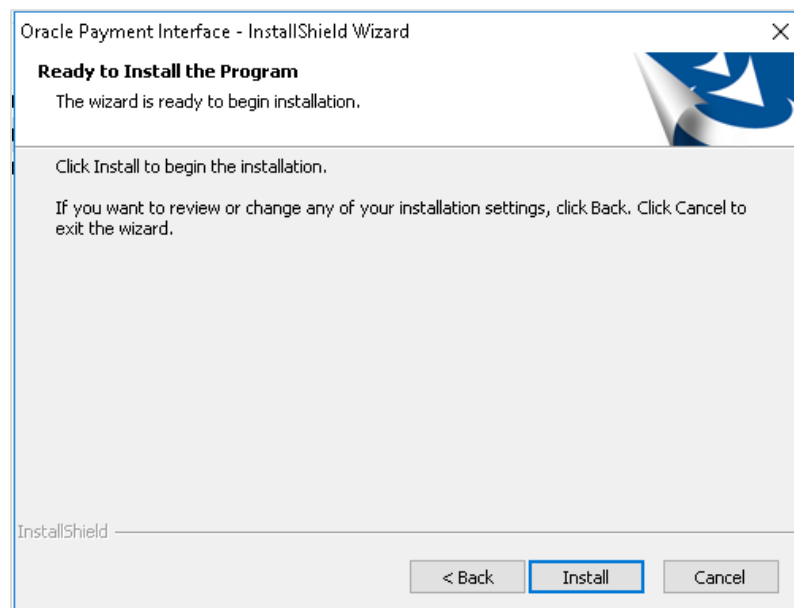 Oracle Payment Interface - InstallShield Wizard
Ready to Install the Program
The wizard is ready to begin installation.
Click Install to begin the installation.
If you want to review or change any of your installation settings, click Back. Click Cancel to
exit the wizard.
InstallShield
< Back Install Cancel